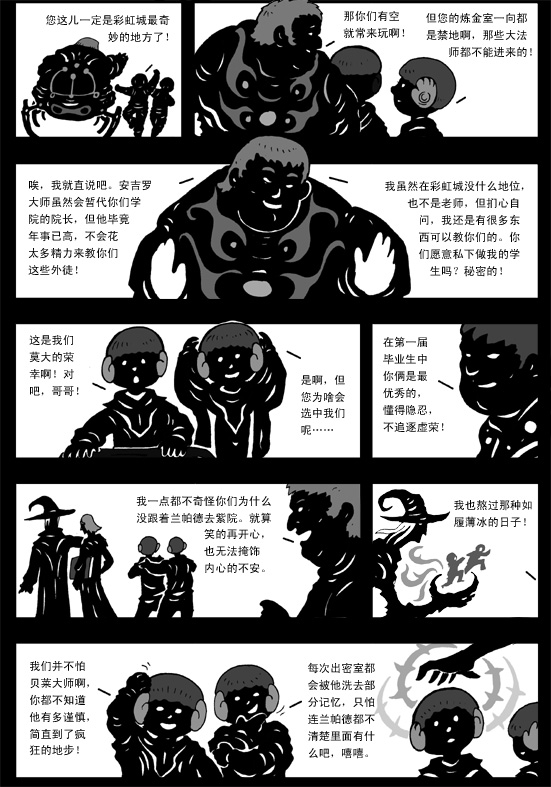 您这儿一定是彩虹城最奇
妙的地方了！
那你们有空
就常来玩啊！
但您的炼金室一向都
是禁地啊，那些大法
师都不能进来的！
唉，我就直说吧。安吉罗
大师虽然会暂代你们学
院的院长，但他毕竟
年事已高，不会花
太多精力来教你们
这些外徒！
我虽然在彩虹城没什么地位，
也不是老师，但扪心自
问，我还是有很多东
西可以教你们的。你
们愿意私下做我的学
生吗？秘密的！
这是我们
莫大的荣
幸啊！对
吧，哥哥！
是啊，但
您为啥会
选中我们
呢……
在第一届
毕业生中
你俩是最
优秀的，
懂得隐忍，
不追逐虚荣！
我一点都不奇怪你们为什么
没跟着兰帕德去紫院。就算
笑的再开心，
也无法掩饰
内心的不安。
我也熬过那种如
履薄冰的日子！
我们并不怕
贝莱大师啊，
你都不知道
他有多谨慎，
简直到了疯
狂的地步！
每次出密室都
会被他洗去部
分记忆，只怕
连兰帕德都不
清楚里面有什
么吧，嘻嘻。